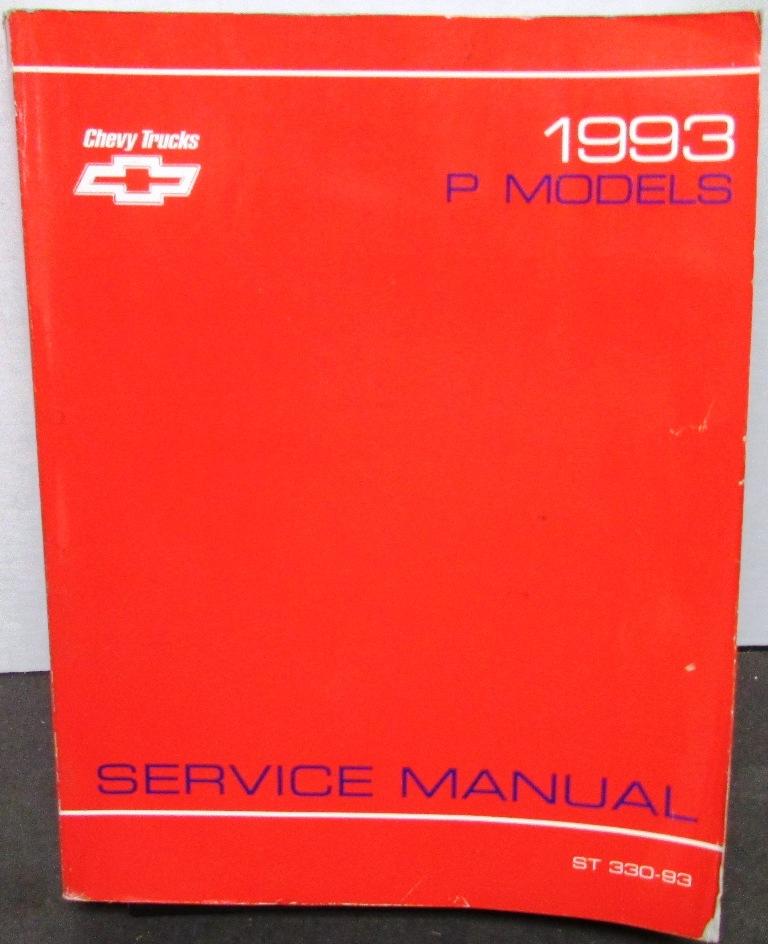 Chevy Trucks
1993
P MODELS
SERVICE MANUAL
ST 330-93